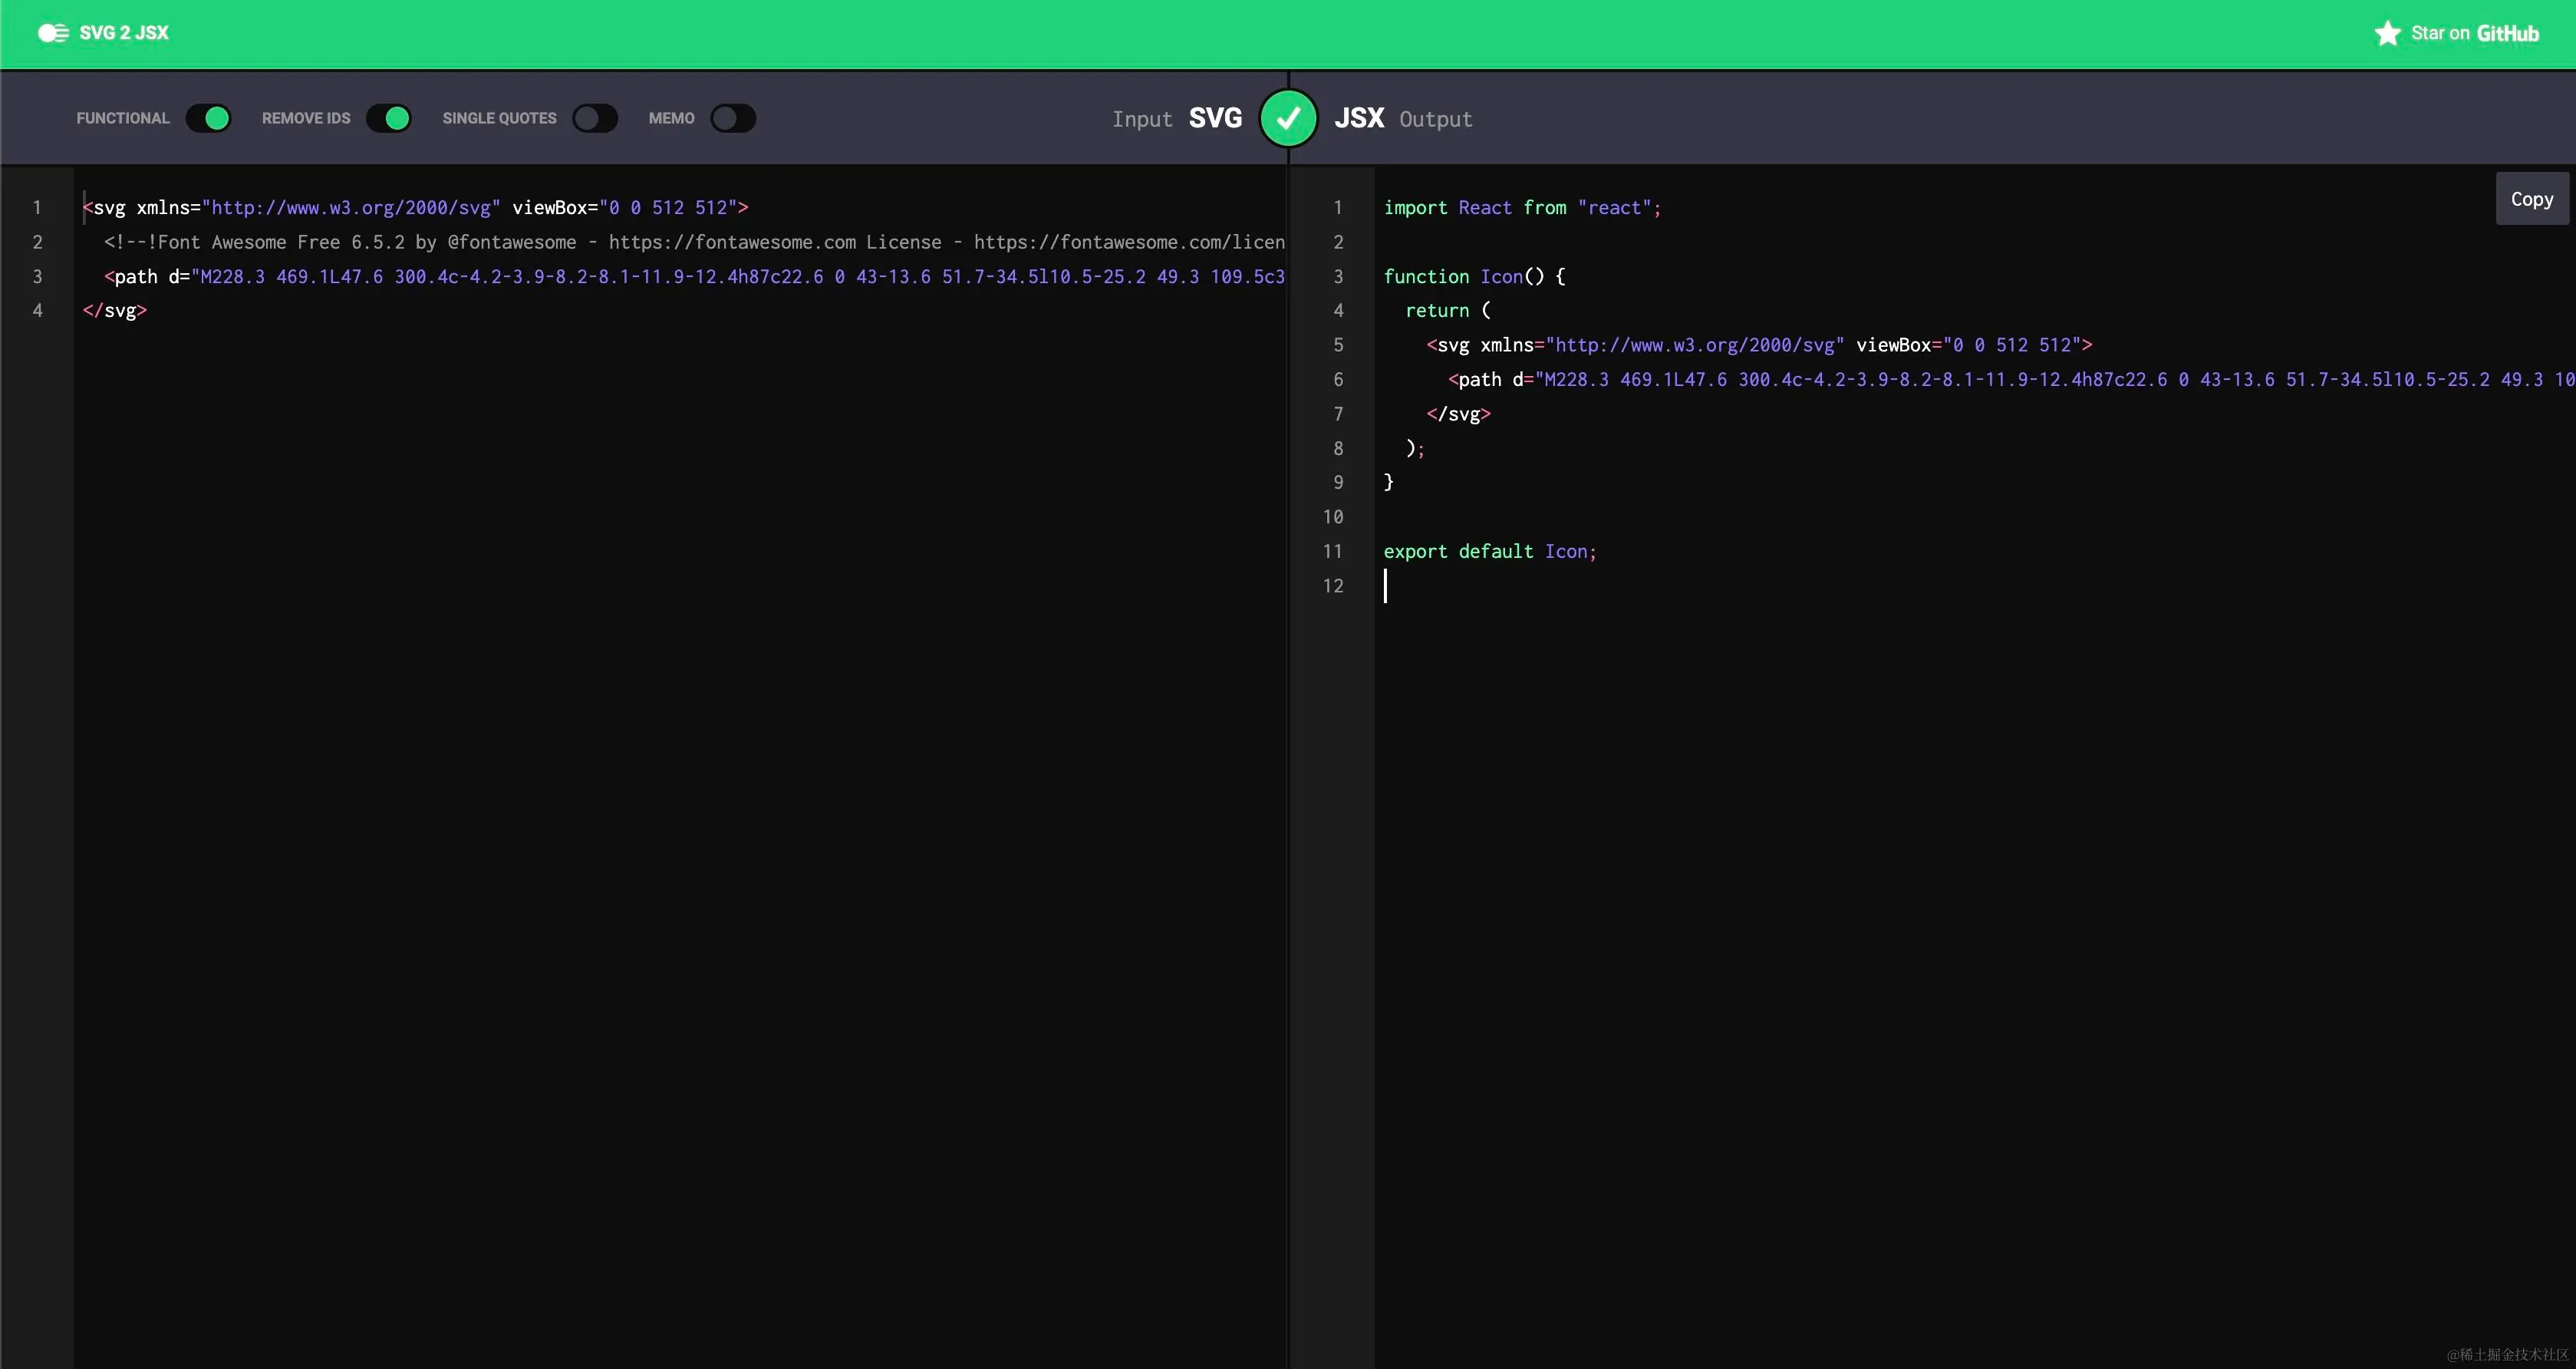 SVG 2 JSX
Star on GitHub
FUNCTIONAL REMOVE IDS SINGLE QUOTES MEMO
Input SVG JSX Output
1 <svg xmlns="http://www.w3.org/2000/svg" viewBox="0 0 512 512">
2 <!--!Font Awesome Free 6.5.2 by @fontawesome - https://fontawesome.com License - https://fontawesome.com/licen
3 <path d="M228.3 469.1L47.6 300.4c-4.2-3.9-8.2-8.1-11.9-12.4h87c22.6 0 43-13.6 51.7-34.5l10.5-25.2 49.3 109.5c3
4 </svg>
Copy
1 import React from "react";
2
3 function Icon() {
4 return (
5 <svg xmlns="http://www.w3.org/2000/svg" viewBox="0 0 512 512">
6 <path d="M228.3 469.1L47.6 300.4c-4.2-3.9-8.2-8.1-11.9-12.4h87c22.6 0 43-13.6 51.7-34.5l10.5-25.2 49.3 10
7 </svg>
8 );
9 }
10
11 export default Icon;
12
@稀土掘金技术社区